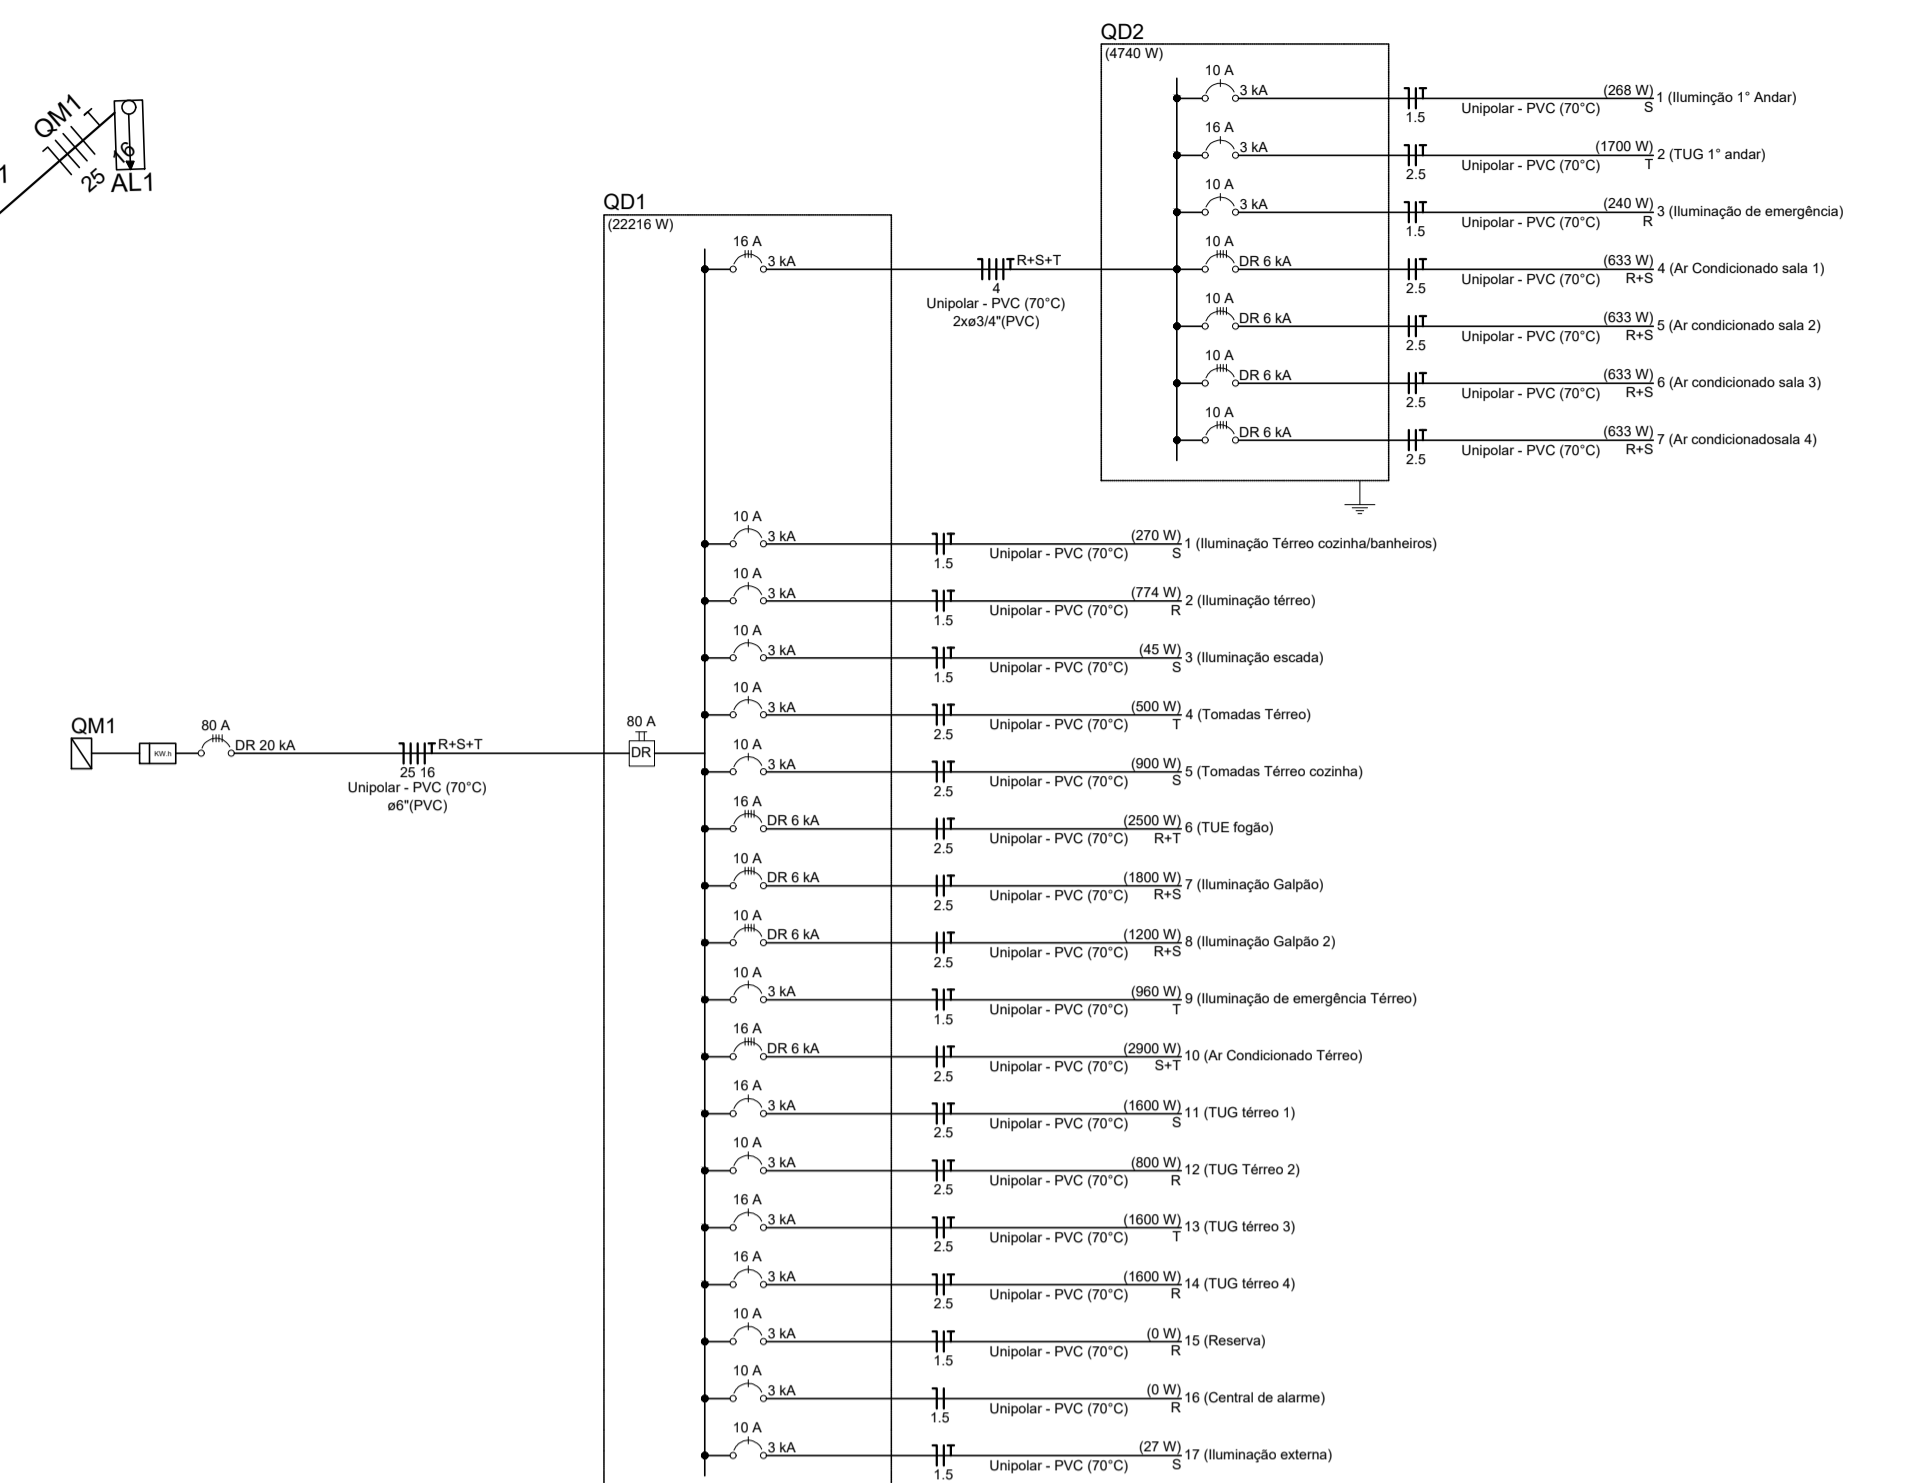 QD2
(4740 W)
10 A
3 kA
1.5
Unipolar - PVC (70°C)
(268 W)
S
1 (Iluminção 1° Andar)
16 A
3 kA
2.5
Unipolar - PVC (70°C)
(1700 W)
T
2 (TUG 1° andar)
10 A
3 kA
1.5
Unipolar - PVC (70°C)
(240 W)
R
3 (Iluminação de emergência)
10 A
DR 6 kA
2.5
Unipolar - PVC (70°C)
(633 W)
R+S
4 (Ar Condicionado sala 1)
10 A
DR 6 kA
2.5
Unipolar - PVC (70°C)
(633 W)
R+S
5 (Ar condicionado sala 2)
10 A
DR 6 kA
2.5
Unipolar - PVC (70°C)
(633 W)
R+S
6 (Ar condicionado sala 3)
10 A
DR 6 kA
2.5
Unipolar - PVC (70°C)
(633 W)
R+S
7 (Ar condicionadosala 4)
1
QM1
25
16
AL1
QD1
(22216 W)
16 A
3 kA
R+S+T
4
Unipolar - PVC (70°C)
2xø3/4"(PVC)
10 A
3 kA
1.5
Unipolar - PVC (70°C)
(270 W)
S
1 (Iluminação Térreo cozinha/banheiros)
10 A
3 kA
1.5
Unipolar - PVC (70°C)
(774 W)
R
2 (Iluminação térreo)
10 A
3 kA
1.5
Unipolar - PVC (70°C)
(45 W)
S
3 (Iluminação escada)
10 A
3 kA
2.5
Unipolar - PVC (70°C)
(500 W)
T
4 (Tomadas Térreo)
QM1
KW.h
80 A
DR 20 kA
R+S+T
25 16
Unipolar - PVC (70°C)
ø6"(PVC)
80 A
DR
10 A
3 kA
2.5
Unipolar - PVC (70°C)
(900 W)
S
5 (Tomadas Térreo cozinha)
16 A
DR 6 kA
2.5
Unipolar - PVC (70°C)
(2500 W)
R+T
6 (TUE fogão)
10 A
DR 6 kA
2.5
Unipolar - PVC (70°C)
(1800 W)
R+S
7 (Iluminação Galpão)
10 A
DR 6 kA
2.5
Unipolar - PVC (70°C)
(1200 W)
R+S
8 (Iluminação Galpão 2)
10 A
3 kA
1.5
Unipolar - PVC (70°C)
(960 W)
T
9 (Iluminação de emergência Térreo)
16 A
DR 6 kA
2.5
Unipolar - PVC (70°C)
(2900 W)
S+T
10 (Ar Condicionado Térreo)
16 A
3 kA
2.5
Unipolar - PVC (70°C)
(1600 W)
S
11 (TUG térreo 1)
10 A
3 kA
2.5
Unipolar - PVC (70°C)
(800 W)
R
12 (TUG Térreo 2)
16 A
3 kA
2.5
Unipolar - PVC (70°C)
(1600 W)
T
13 (TUG térreo 3)
16 A
3 kA
2.5
Unipolar - PVC (70°C)
(1600 W)
R
14 (TUG térreo 4)
10 A
3 kA
1.5
Unipolar - PVC (70°C)
(0 W)
R
15 (Reserva)
10 A
3 kA
1.5
Unipolar - PVC (70°C)
(0 W)
R
16 (Central de alarme)
10 A
3 kA
1.5
Unipolar - PVC (70°C)
(27 W)
S
17 (Iluminação externa)